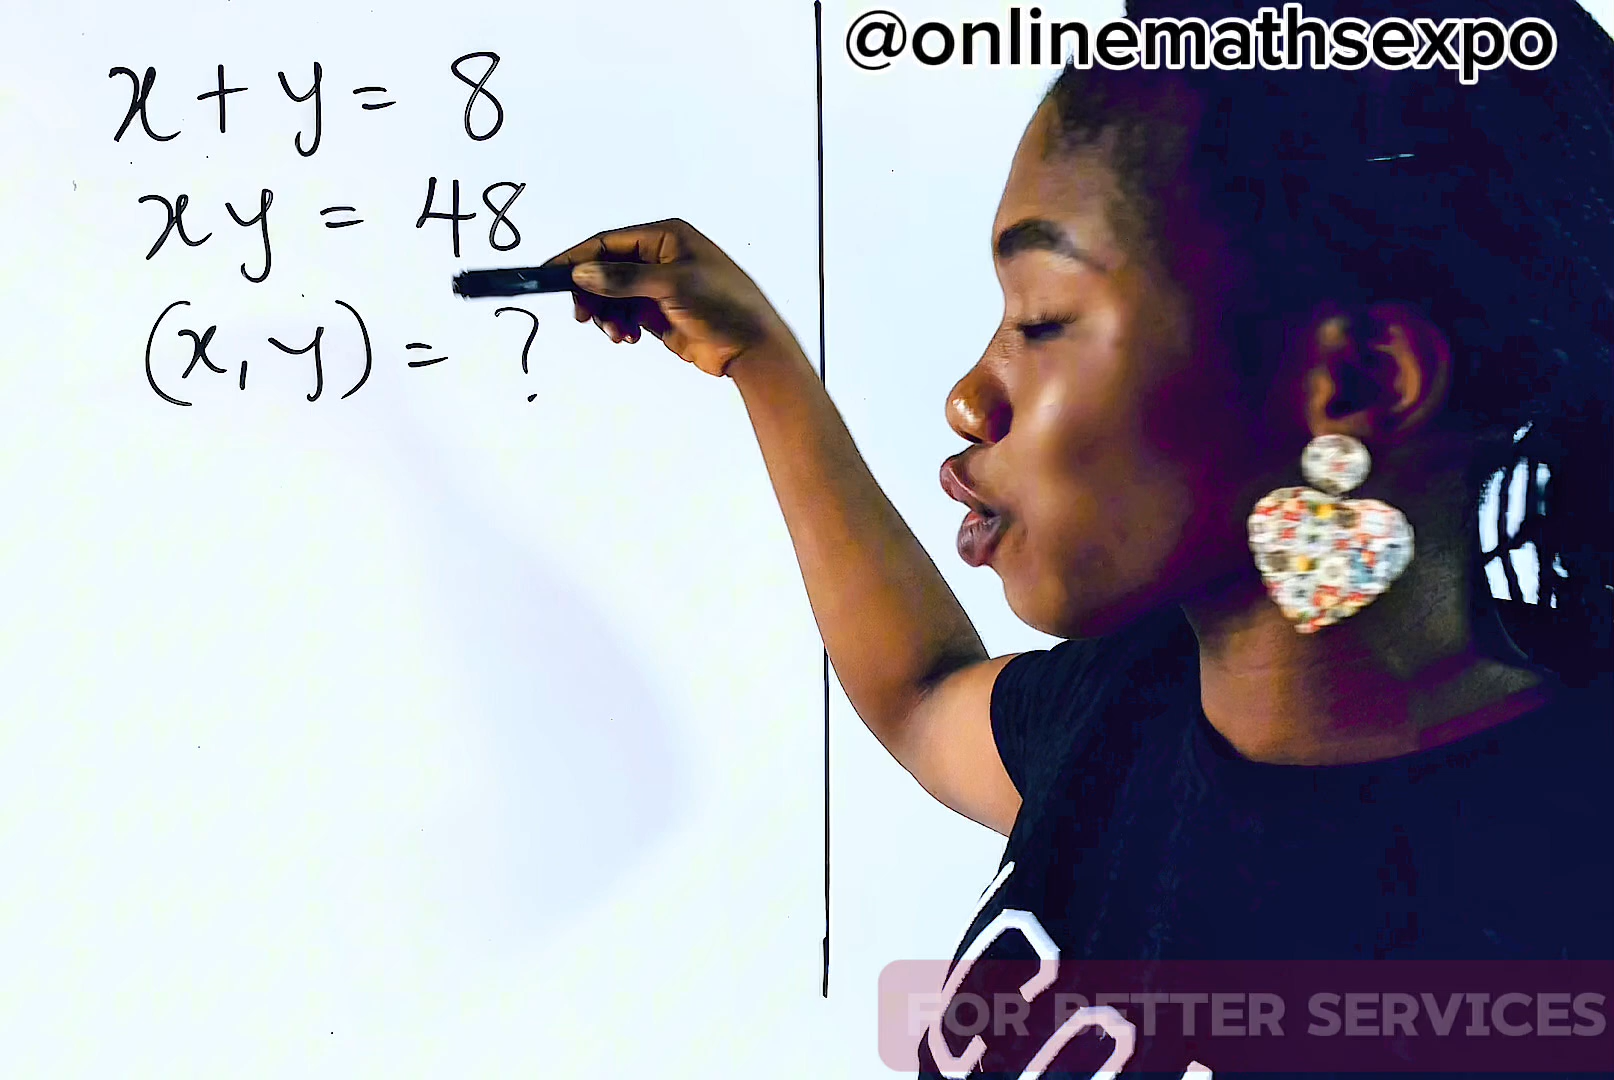 @onlinemathsexpo
x + y = 8
xy = 48
(x, y) = ?
FOR BETTER SERVICES